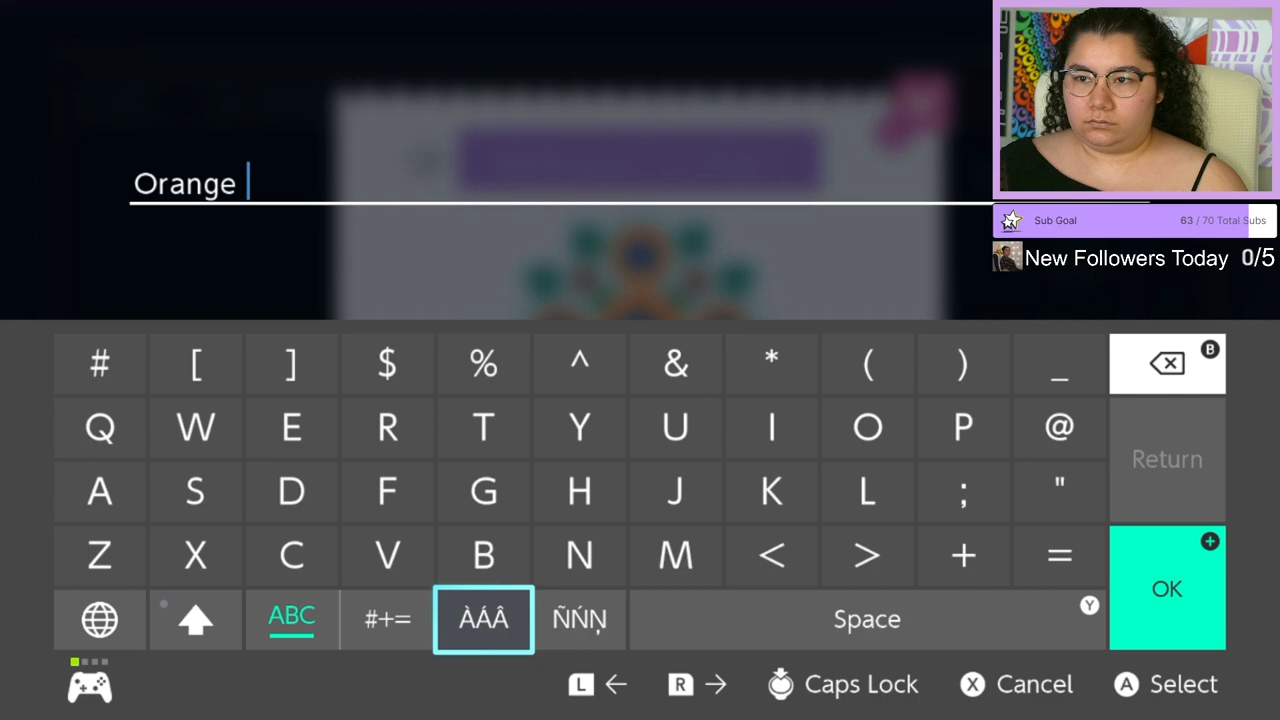 Orange
Sub Goal 63 / 70 Total Subs
New Followers Today 0/5
# [ ] $ % ^ & * ( ) _ B
Q W E R T Y U I O P @ Return
A S D F G H J K L ; "
Z X C V B N M < > + = OK
ABC #+= ÀÁÂ ÑŃŅ Space Y
L ← R → Caps Lock X Cancel A Select